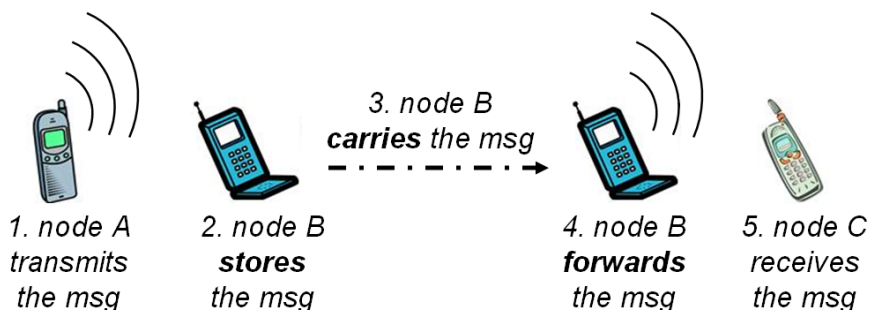 3. node B
carries the msg
1. node A
transmits
the msg
2. node B
stores
the msg
4. node B
forwards
the msg
5. node C
receives
the msg